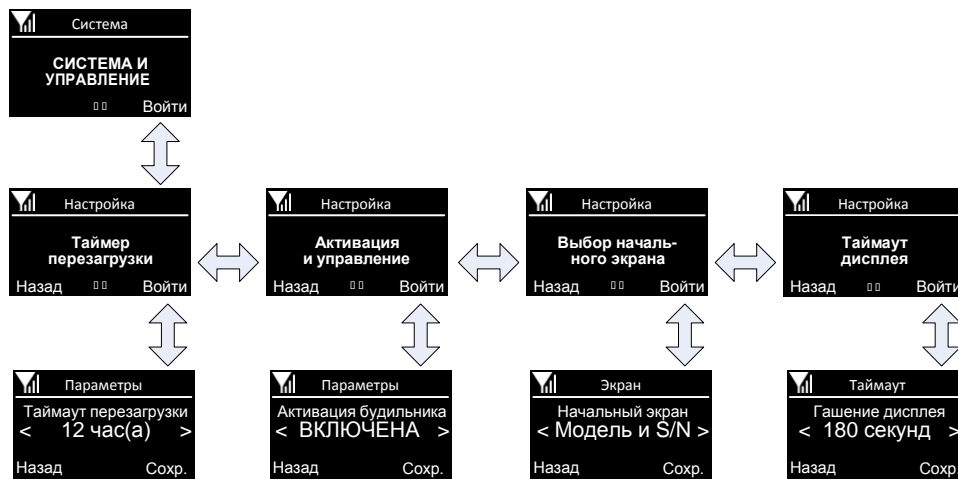 Система
СИСТЕМА И
УПРАВЛЕНИЕ
Войти
Настройка
Таймер
перезагрузки
Назад Войти
Настройка
Активация
и управление
Назад Войти
Настройка
Выбор началь-
ного экрана
Назад Войти
Настройка
Таймаут
дисплея
Назад Войти
Параметры
Таймаут перезагрузки
< 12 час(а) >
Назад Сохр.
Параметры
Активация будильника
< ВКЛЮЧЕНА >
Назад Сохр.
Экран
Начальный экран
< Модель и S/N >
Назад Сохр.
Таймаут
Гашение дисплея
< 180 секунд >
Назад Сохр.